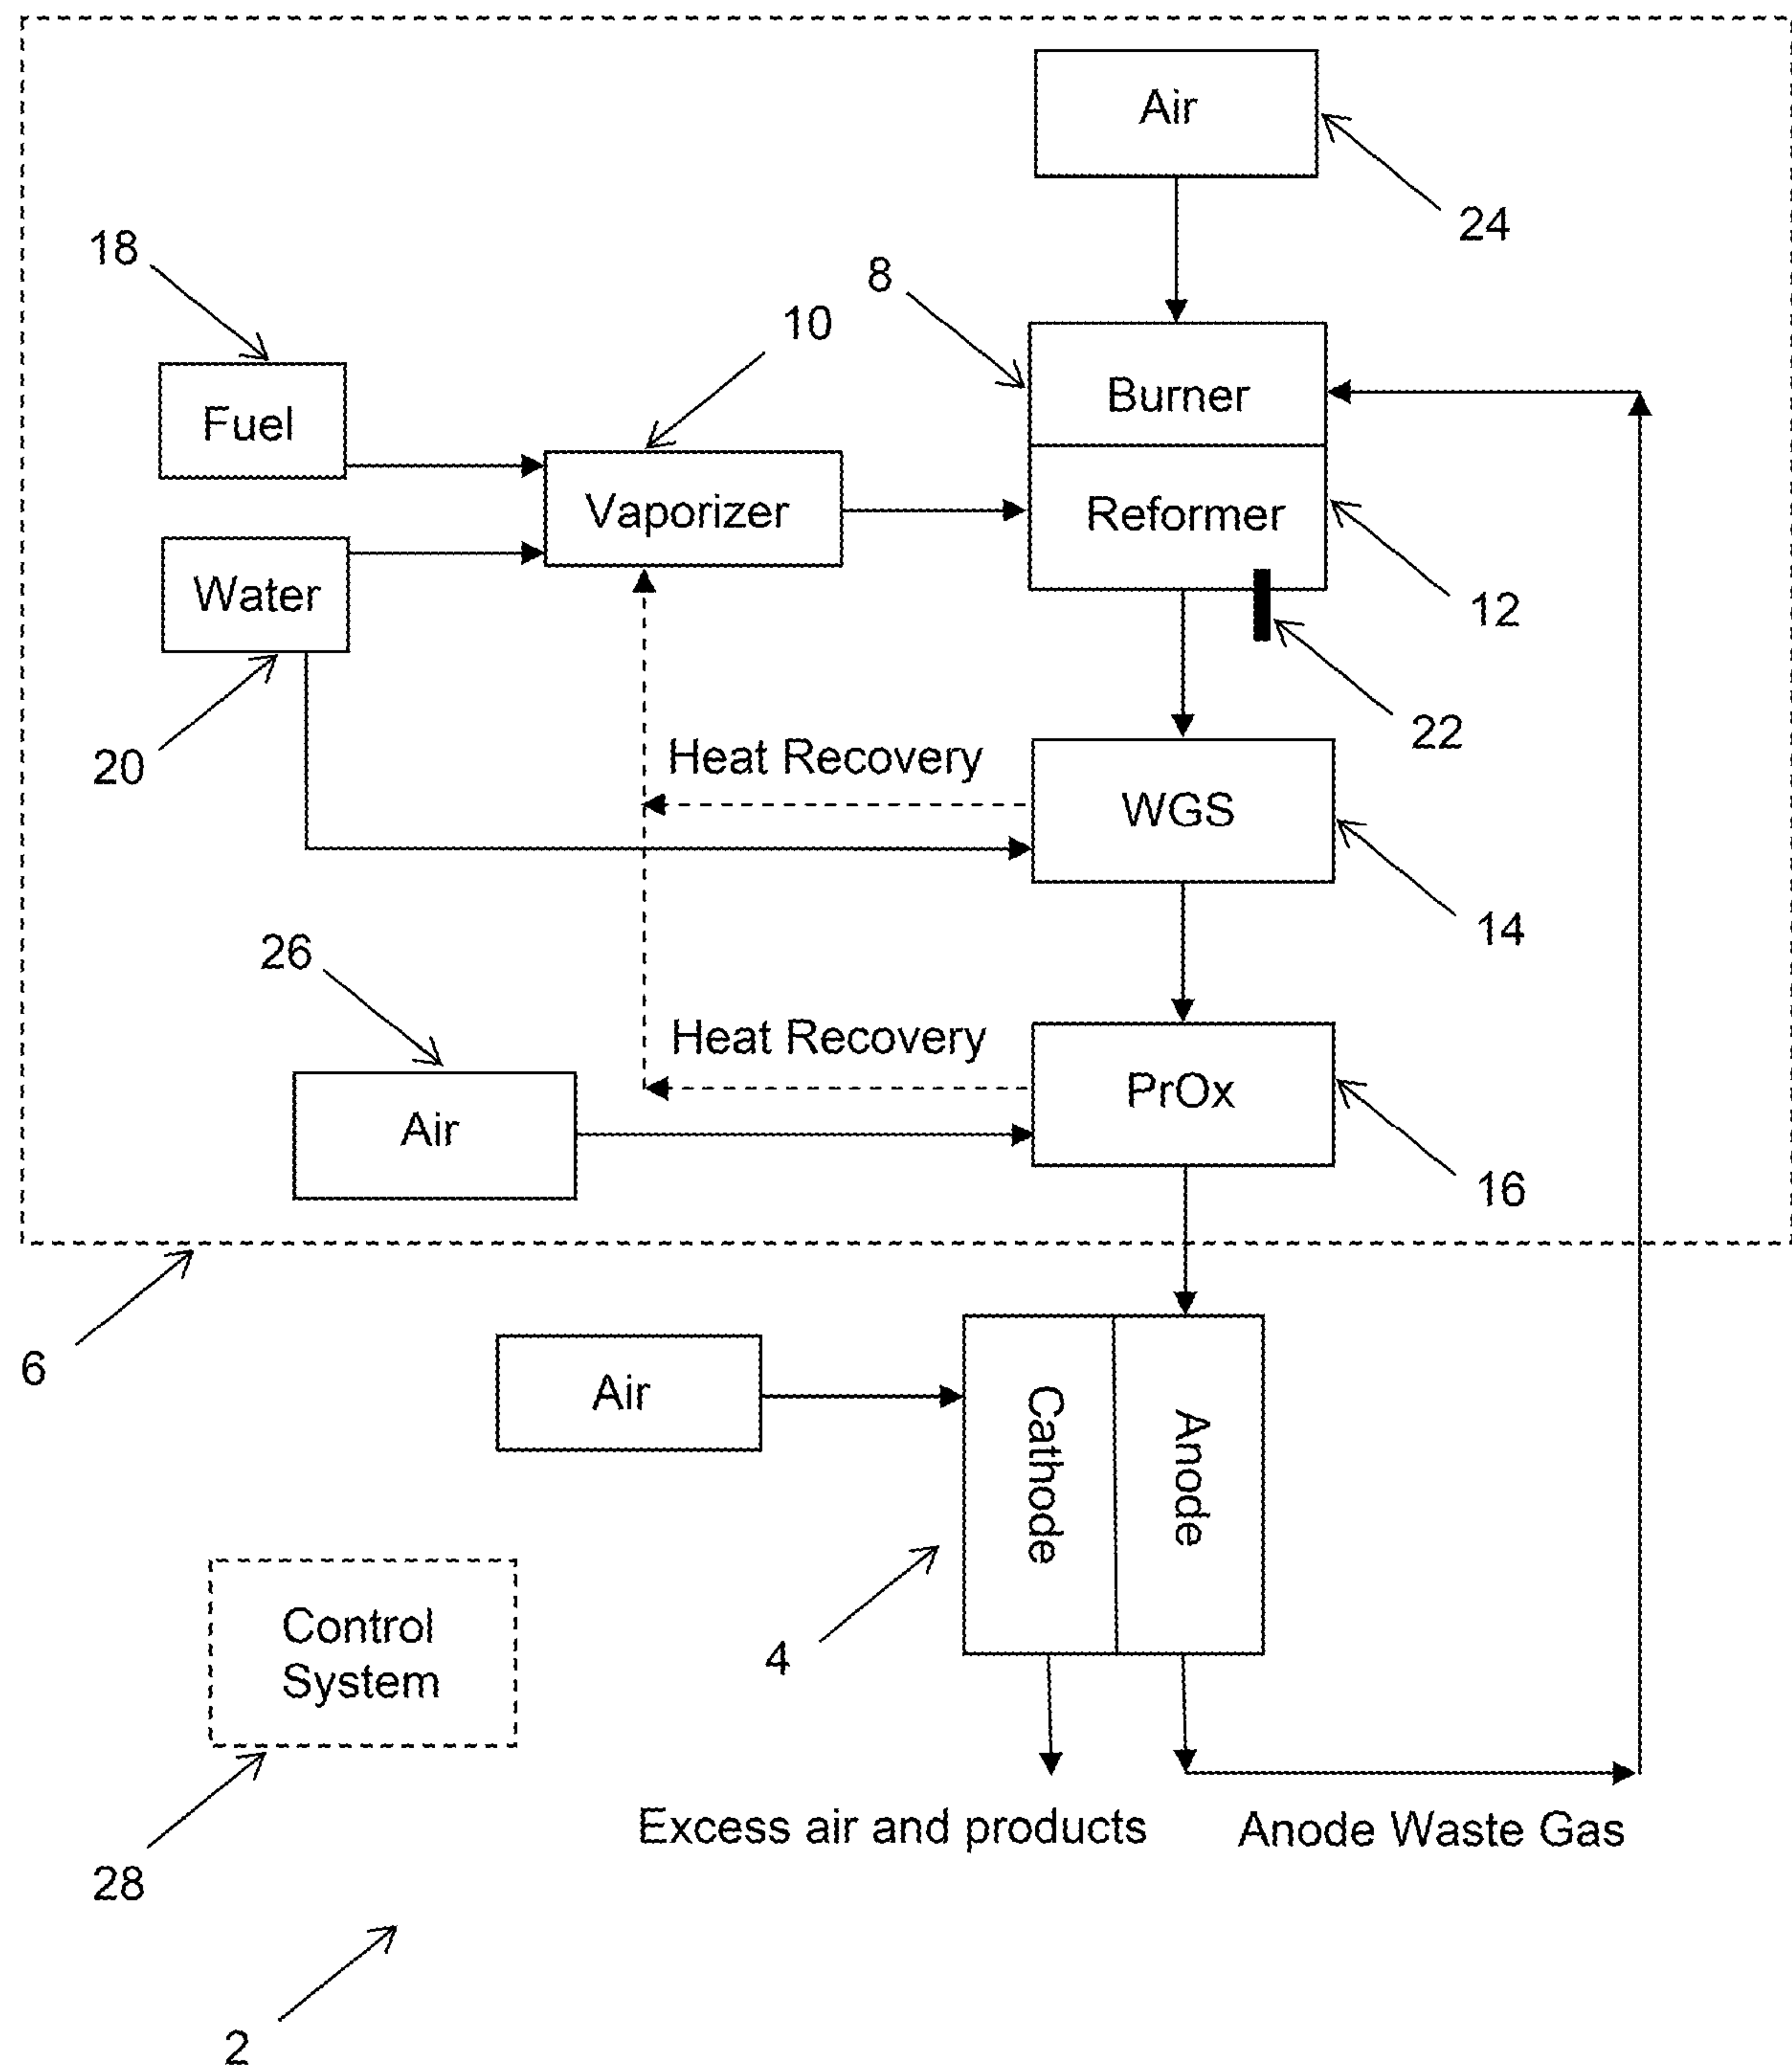 Air
24
18
8
10
Fuel
Burner
Vaporizer
Reformer
Water
12
22
20
Heat Recovery
WGS
14
26
Heat Recovery
PrOx
Air
16
6
Air
Cathode
Anode
Control
System
4
Excess air and products
Anode Waste Gas
28
2